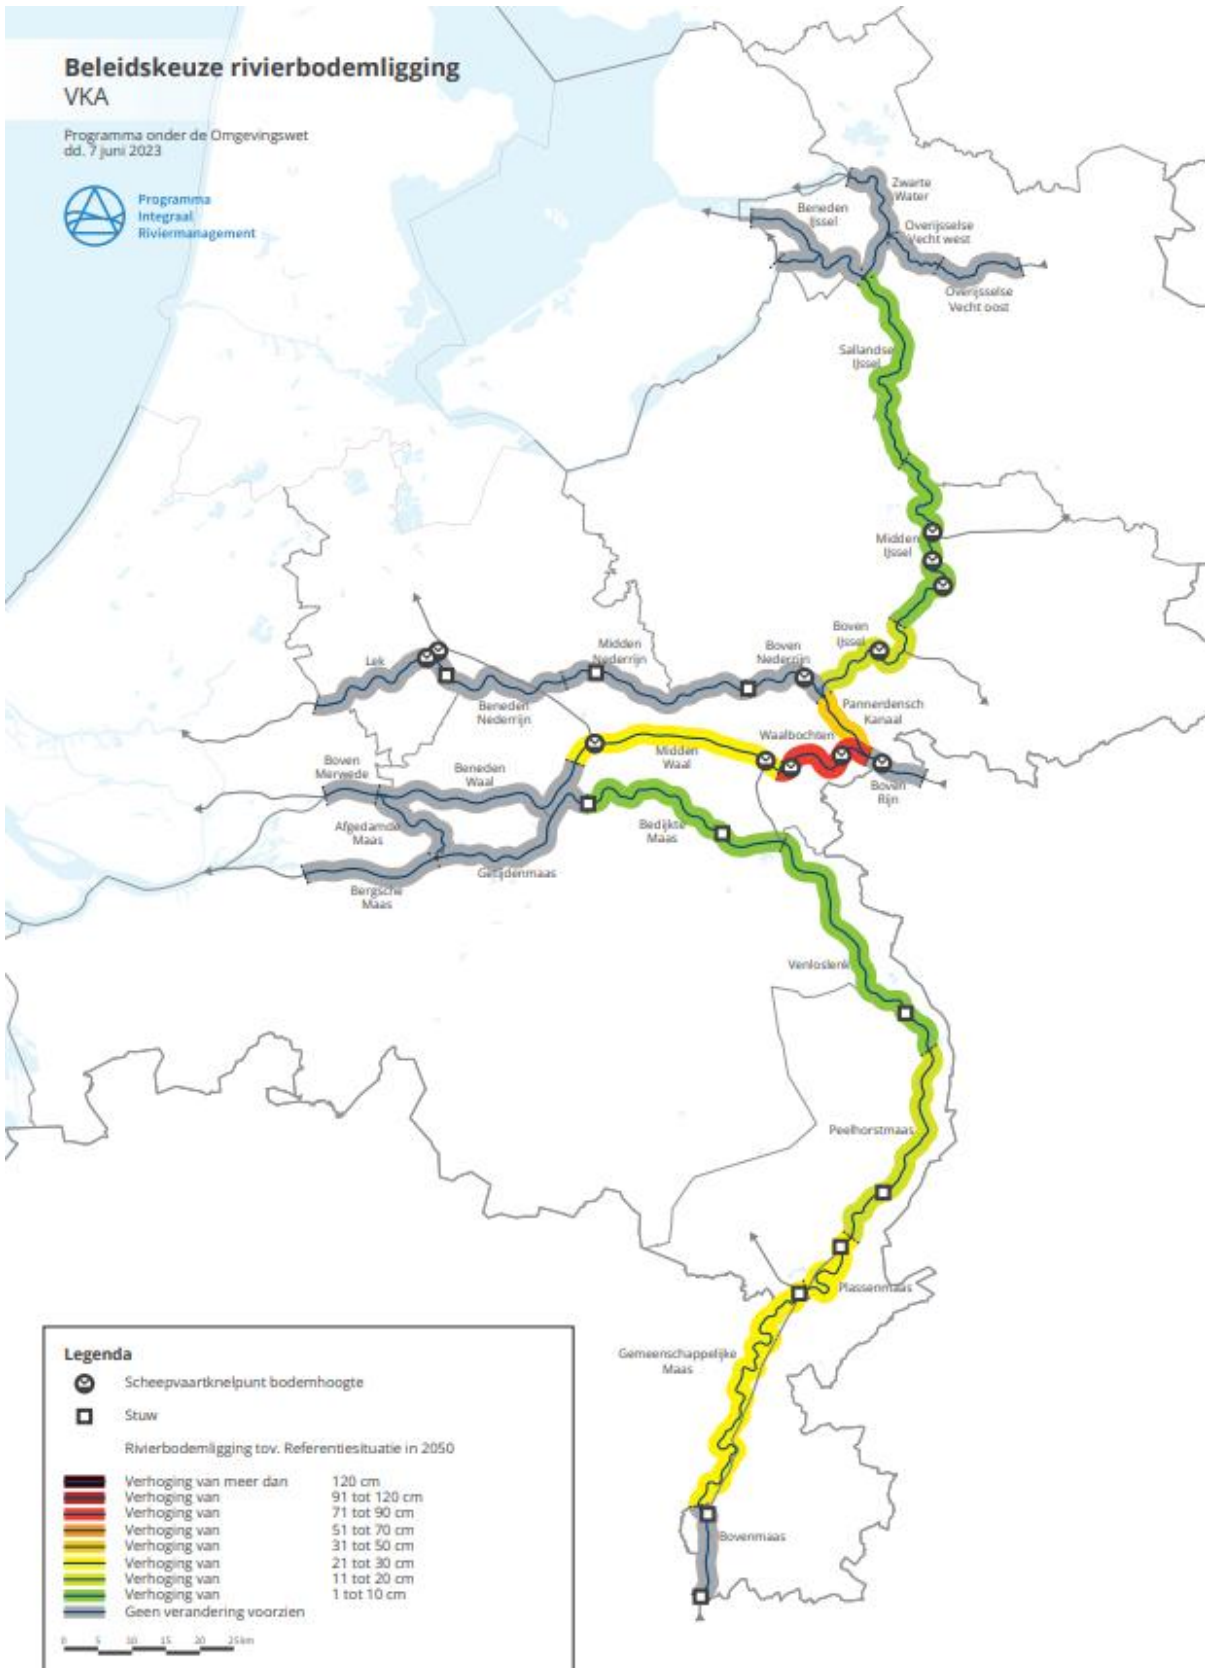 Beleidskeuze rivierbodemligging
VKA
Programma onder de Omgevingswet
dd. 7 juni 2023
Programma
Integraal
Riviermanagement
Zwarte
Water
Beneden
IJssel
Overijsselse
Vecht west
Overijsselse
Vecht oost
Sallandse
IJssel
Midden
IJssel
Boven
IJssel
Midden
Nederrijn
Boven
Nederrijn
Lek
Beneden
Nederrijn
Pannerdensch
Kanaal
Waalbochten
Midden
Waal
Boven
Merwede
Beneden
Waal
Boven
Rijn
Afgedamde
Maas
Bedijkte
Maas
Getijdenmaas
Bergsche
Maas
Venloslenk
Peelhorstmaas
Plassenmaas
Gemeenschappelijke
Maas
Bovenmaas
Legenda
Scheepvaartknelpunt bodemhoogte
Stuw
Rivierbodemligging tov. Referentiesituatie in 2050
Verhoging van meer dan 120 cm
Verhoging van 91 tot 120 cm
Verhoging van 71 tot 90 cm
Verhoging van 51 tot 70 cm
Verhoging van 31 tot 50 cm
Verhoging van 21 tot 30 cm
Verhoging van 11 tot 20 cm
Verhoging van 1 tot 10 cm
Geen verandering voorzien
0 5 10 15 20 25 km